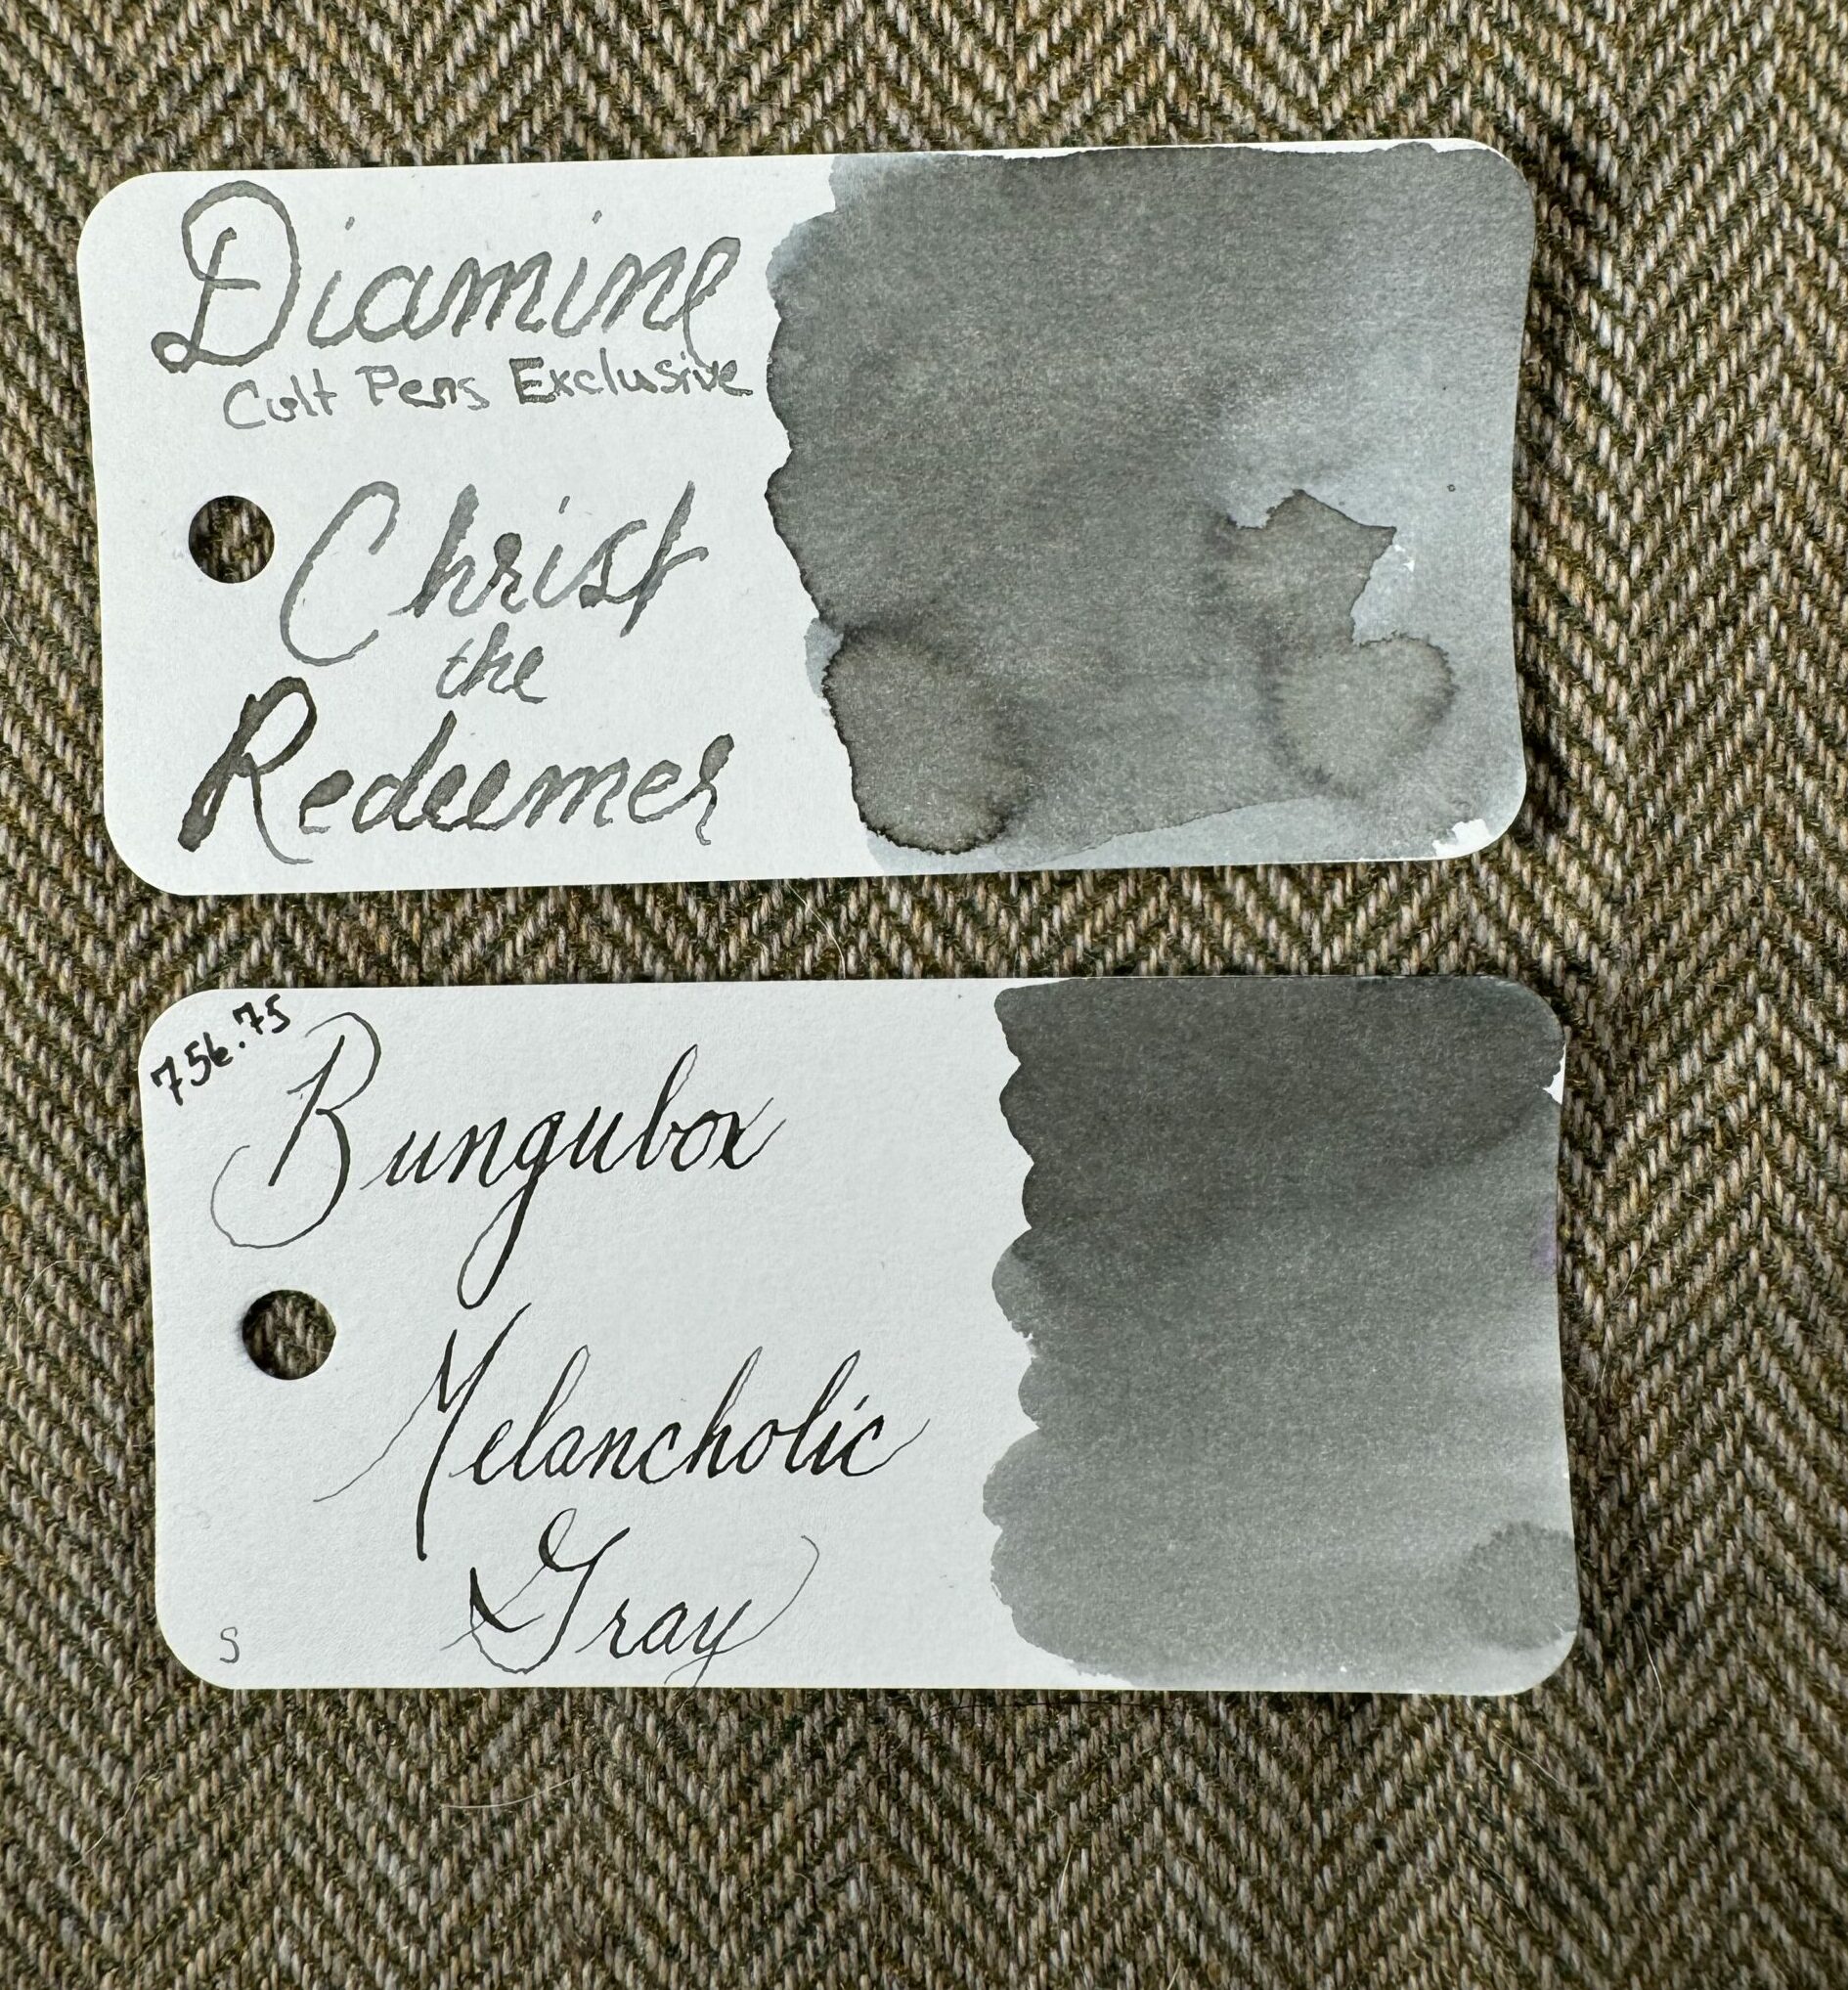 Diamine
Cult Pens Exclusive
Christ
the
Redeemer
756.75
Bungubox
Melancholic
Gray
S